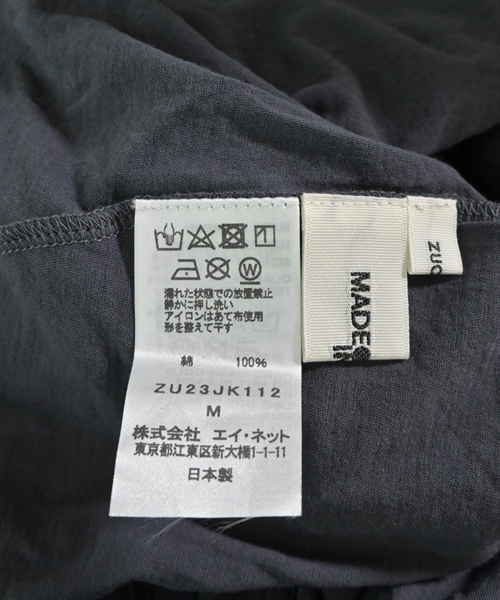 濡れた状態での放置禁止
静かに押し洗い
アイロンはあて布使用
形を整えて干す
綿 100%
ZU23JK112
M
株式会社 エイ・ネット
東京都江東区新大橋1-1-11
日本製
MADE
IN
zuc